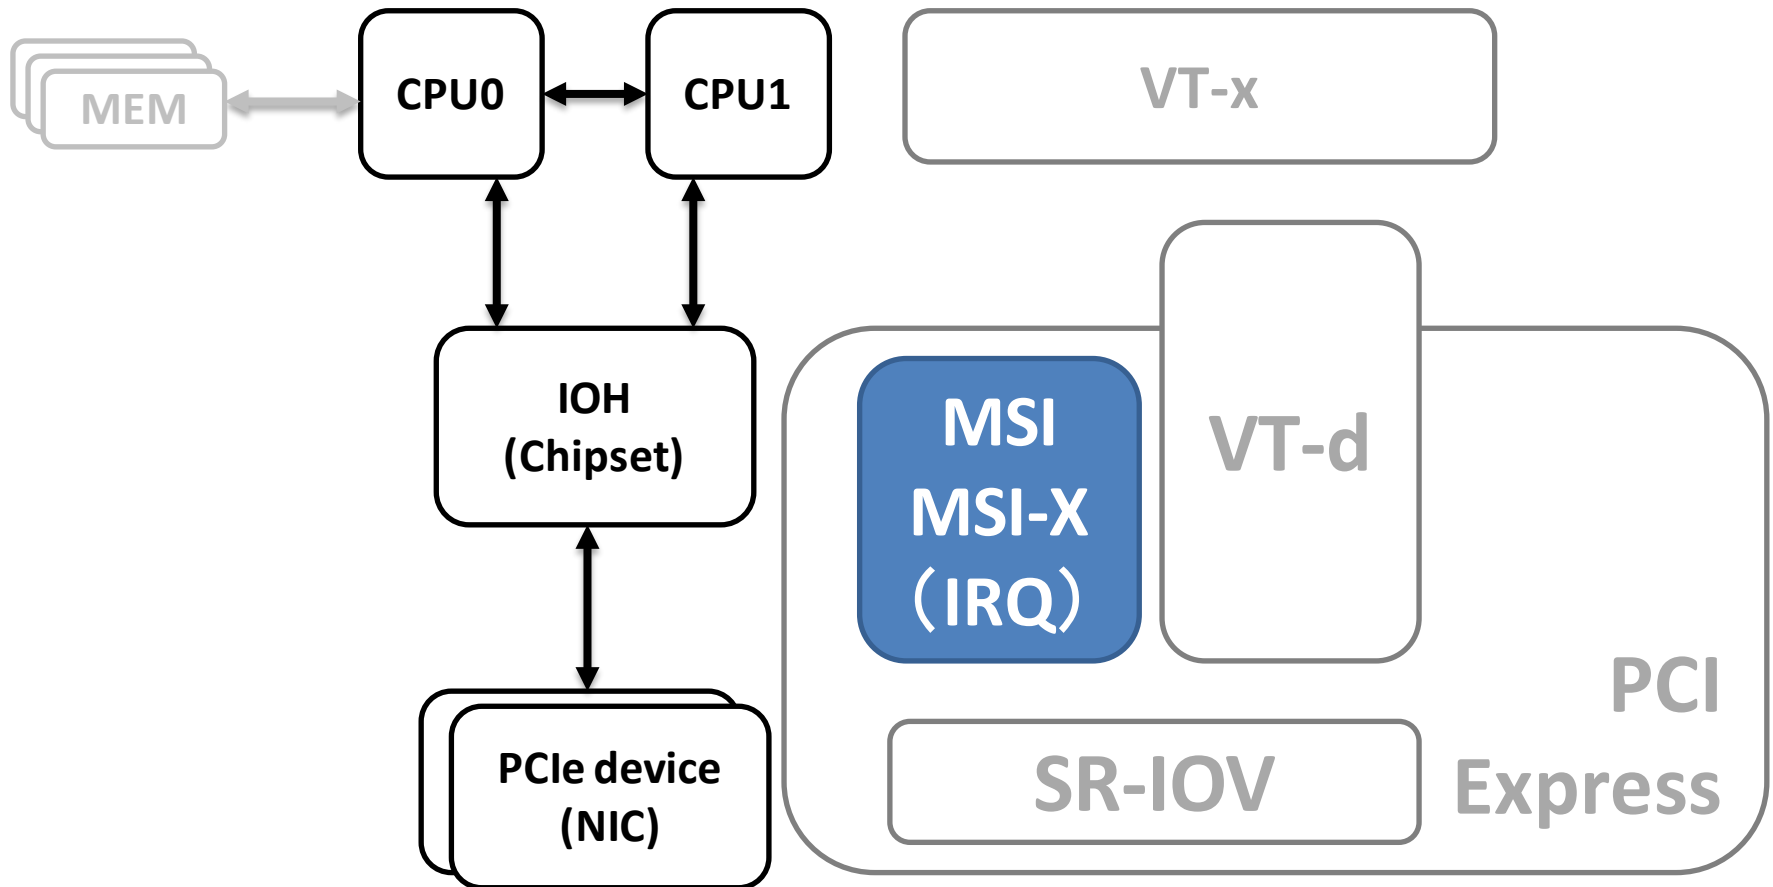 MEM
CPU0
CPU1
VT-x
IOH
(Chipset)
MSI
MSI-X
（IRQ）
VT-d
PCI
Express
SR-IOV
PCIe device
(NIC)